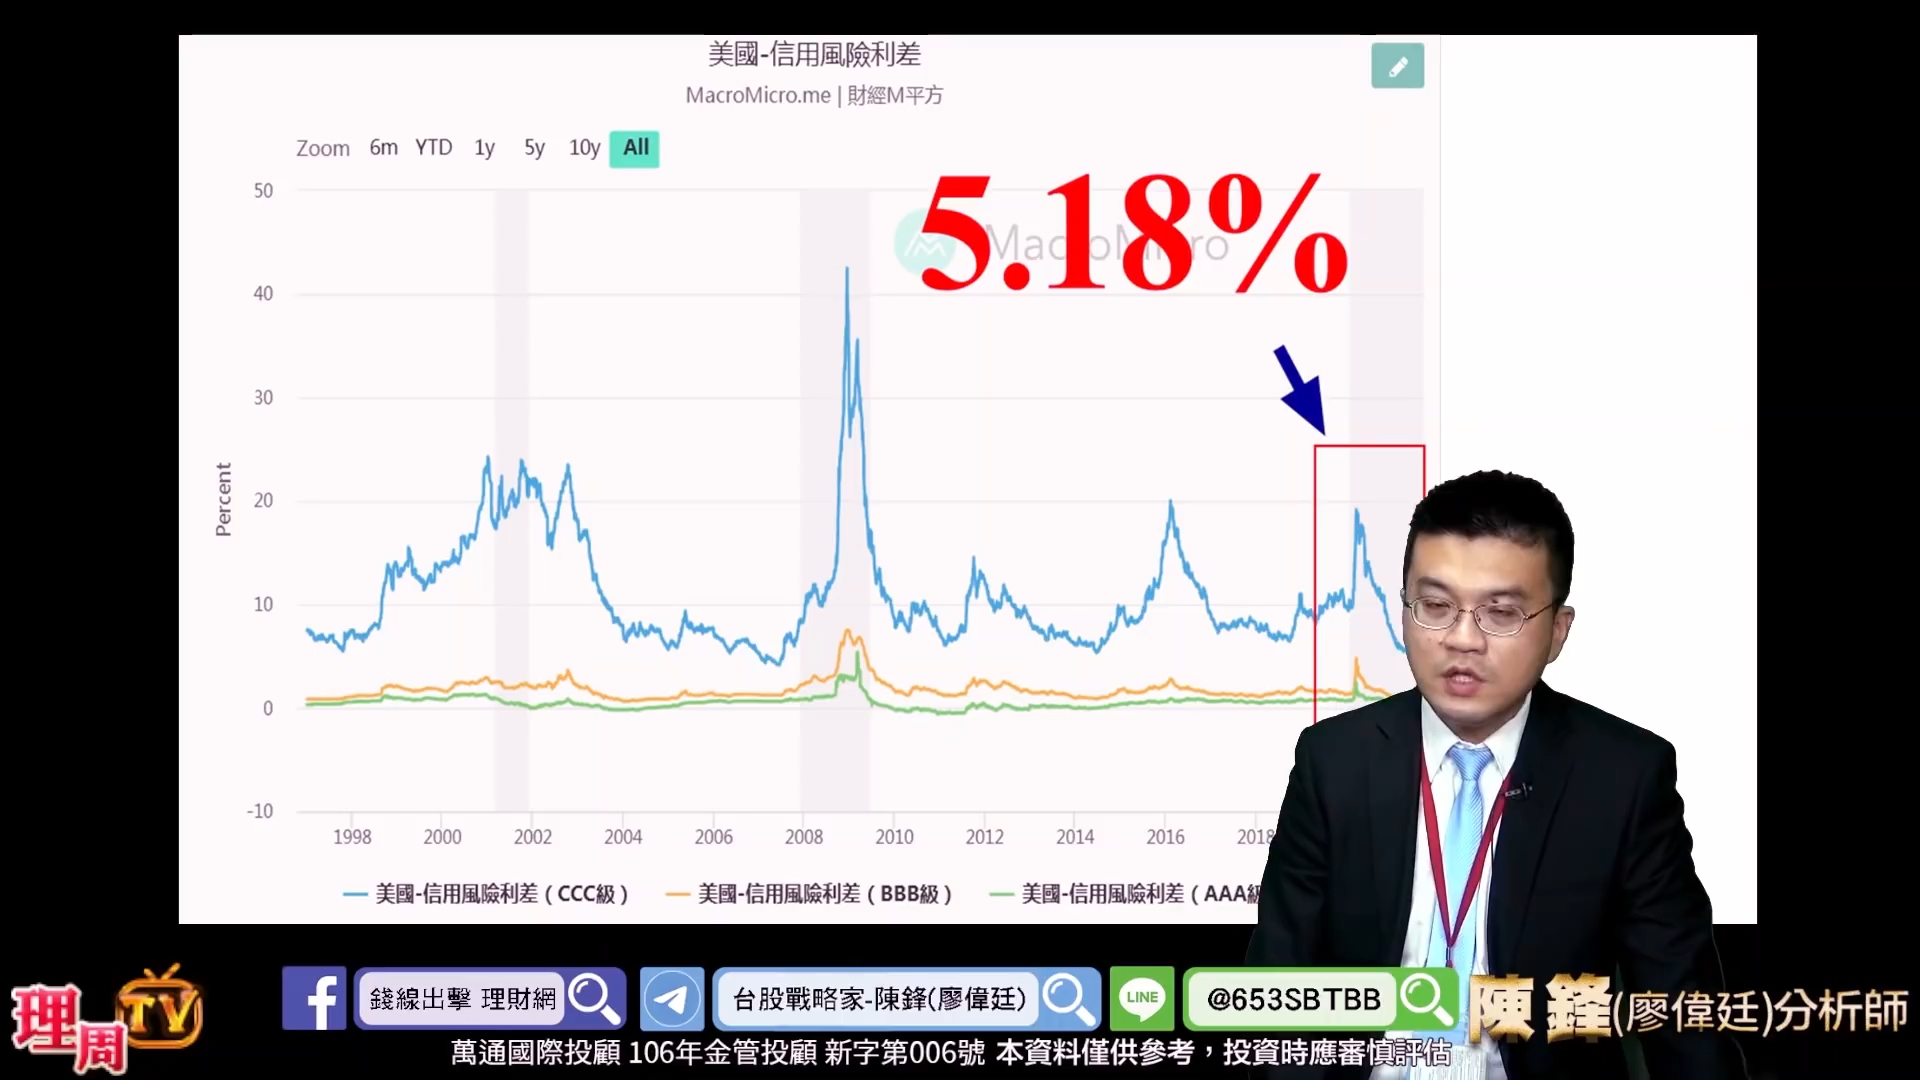 美國-信用風險利差
MacroMicro.me | 財經M平方
Zoom 6m YTD 1y 5y 10y All
5.18%
MacroMicro
50
40
30
20
10
0
-10
Percent
1998 2000 2002 2004 2006 2008 2010 2012 2014 2016 2018
美國-信用風險利差(CCC級) 美國-信用風險利差(BBB級) 美國-信用風險利差(AAA級
理周TV
f 錢線出擊 理財網 台股戰略家-陳鋒(廖偉廷) LINE @653SBTBB
陳鋒(廖偉廷)分析師
萬通國際投顧 106年金管投顧 新字第006號 本資料僅供參考,投資時應審慎評估